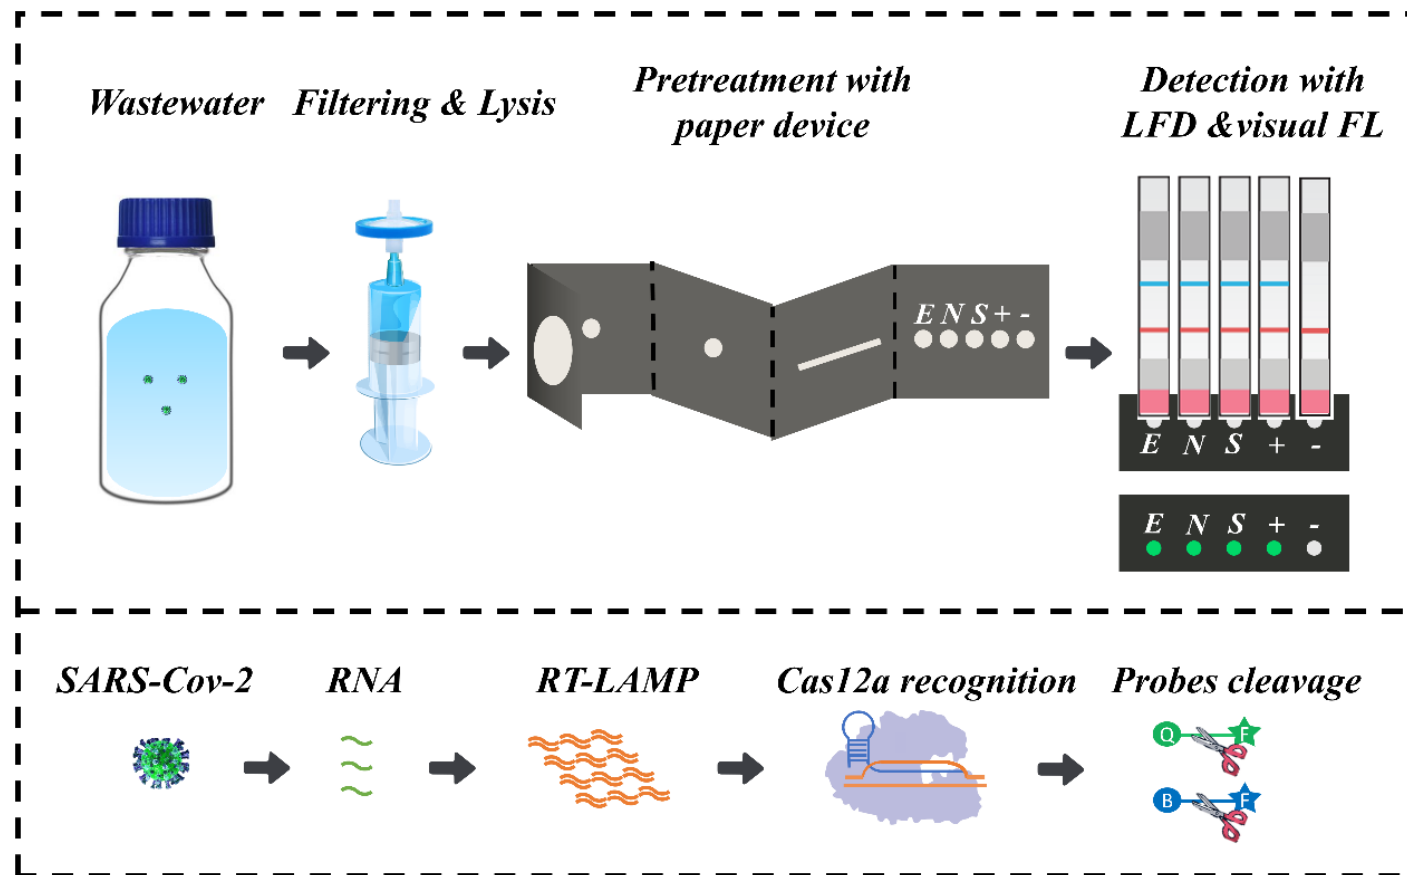 Wastewater
Filtering & Lysis
Pretreatment with
paper device
Detection with
LFD &visual FL
E N S + -
E N S + -
E N S + -
SARS-Cov-2
RNA
RT-LAMP
Cas12a recognition
Probes cleavage
Q F
B F